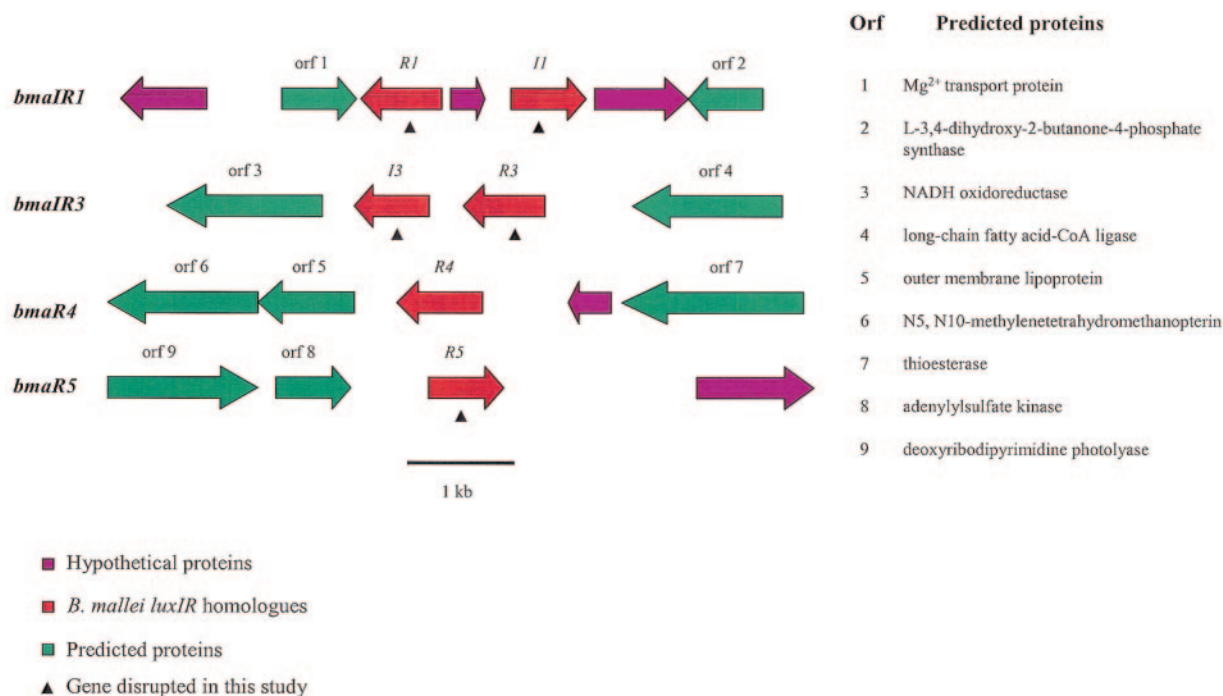 Orf Predicted proteins
orf 1 R1 I1 orf 2
bmaIR1
orf 3 I3 R3 orf 4
bmaIR3
orf 6 orf 5 R4 orf 7
bmaR4
orf 9 orf 8 R5
bmaR5
1 kb
1 Mg2+ transport protein
2 L-3,4-dihydroxy-2-butanone-4-phosphate
synthase
3 NADH oxidoreductase
4 long-chain fatty acid-CoA ligase
5 outer membrane lipoprotein
6 N5, N10-methylenetetrahydromethanopterin
7 thioesterase
8 adenylylsulfate kinase
9 deoxyribodipyrimidine photolyase
Hypothetical proteins
B. mallei luxIR homologues
Predicted proteins
Gene disrupted in this study